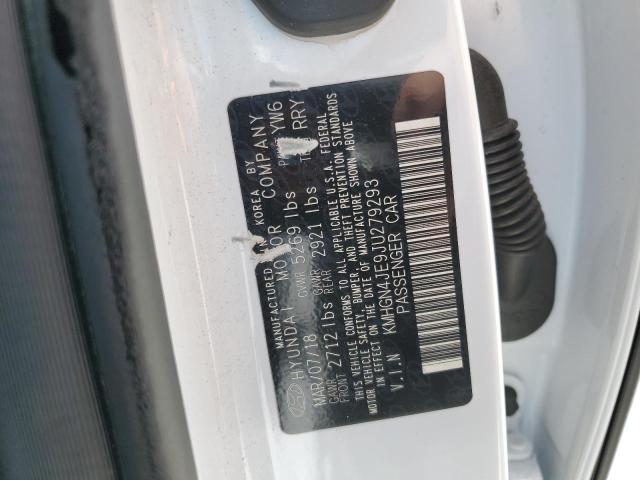 MANUFACTURED IN KOREA BY
HYUNDAI MOTOR COMPANY
MAR/07/18 GVWR 5269 lbs YW6
GAWR FRONT 2712 lbs GAWR REAR 2921 lbs RRY
THIS VEHICLE CONFORMS TO ALL APPLICABLE U.S.A. FEDERAL
MOTOR VEHICLE SAFETY, BUMPER, AND THEFT PREVENTION STANDARDS
IN EFFECT ON THE DATE OF MANUFACTURE SHOWN ABOVE
V.I.N KMHGN4JE9JU279293
PASSENGER CAR